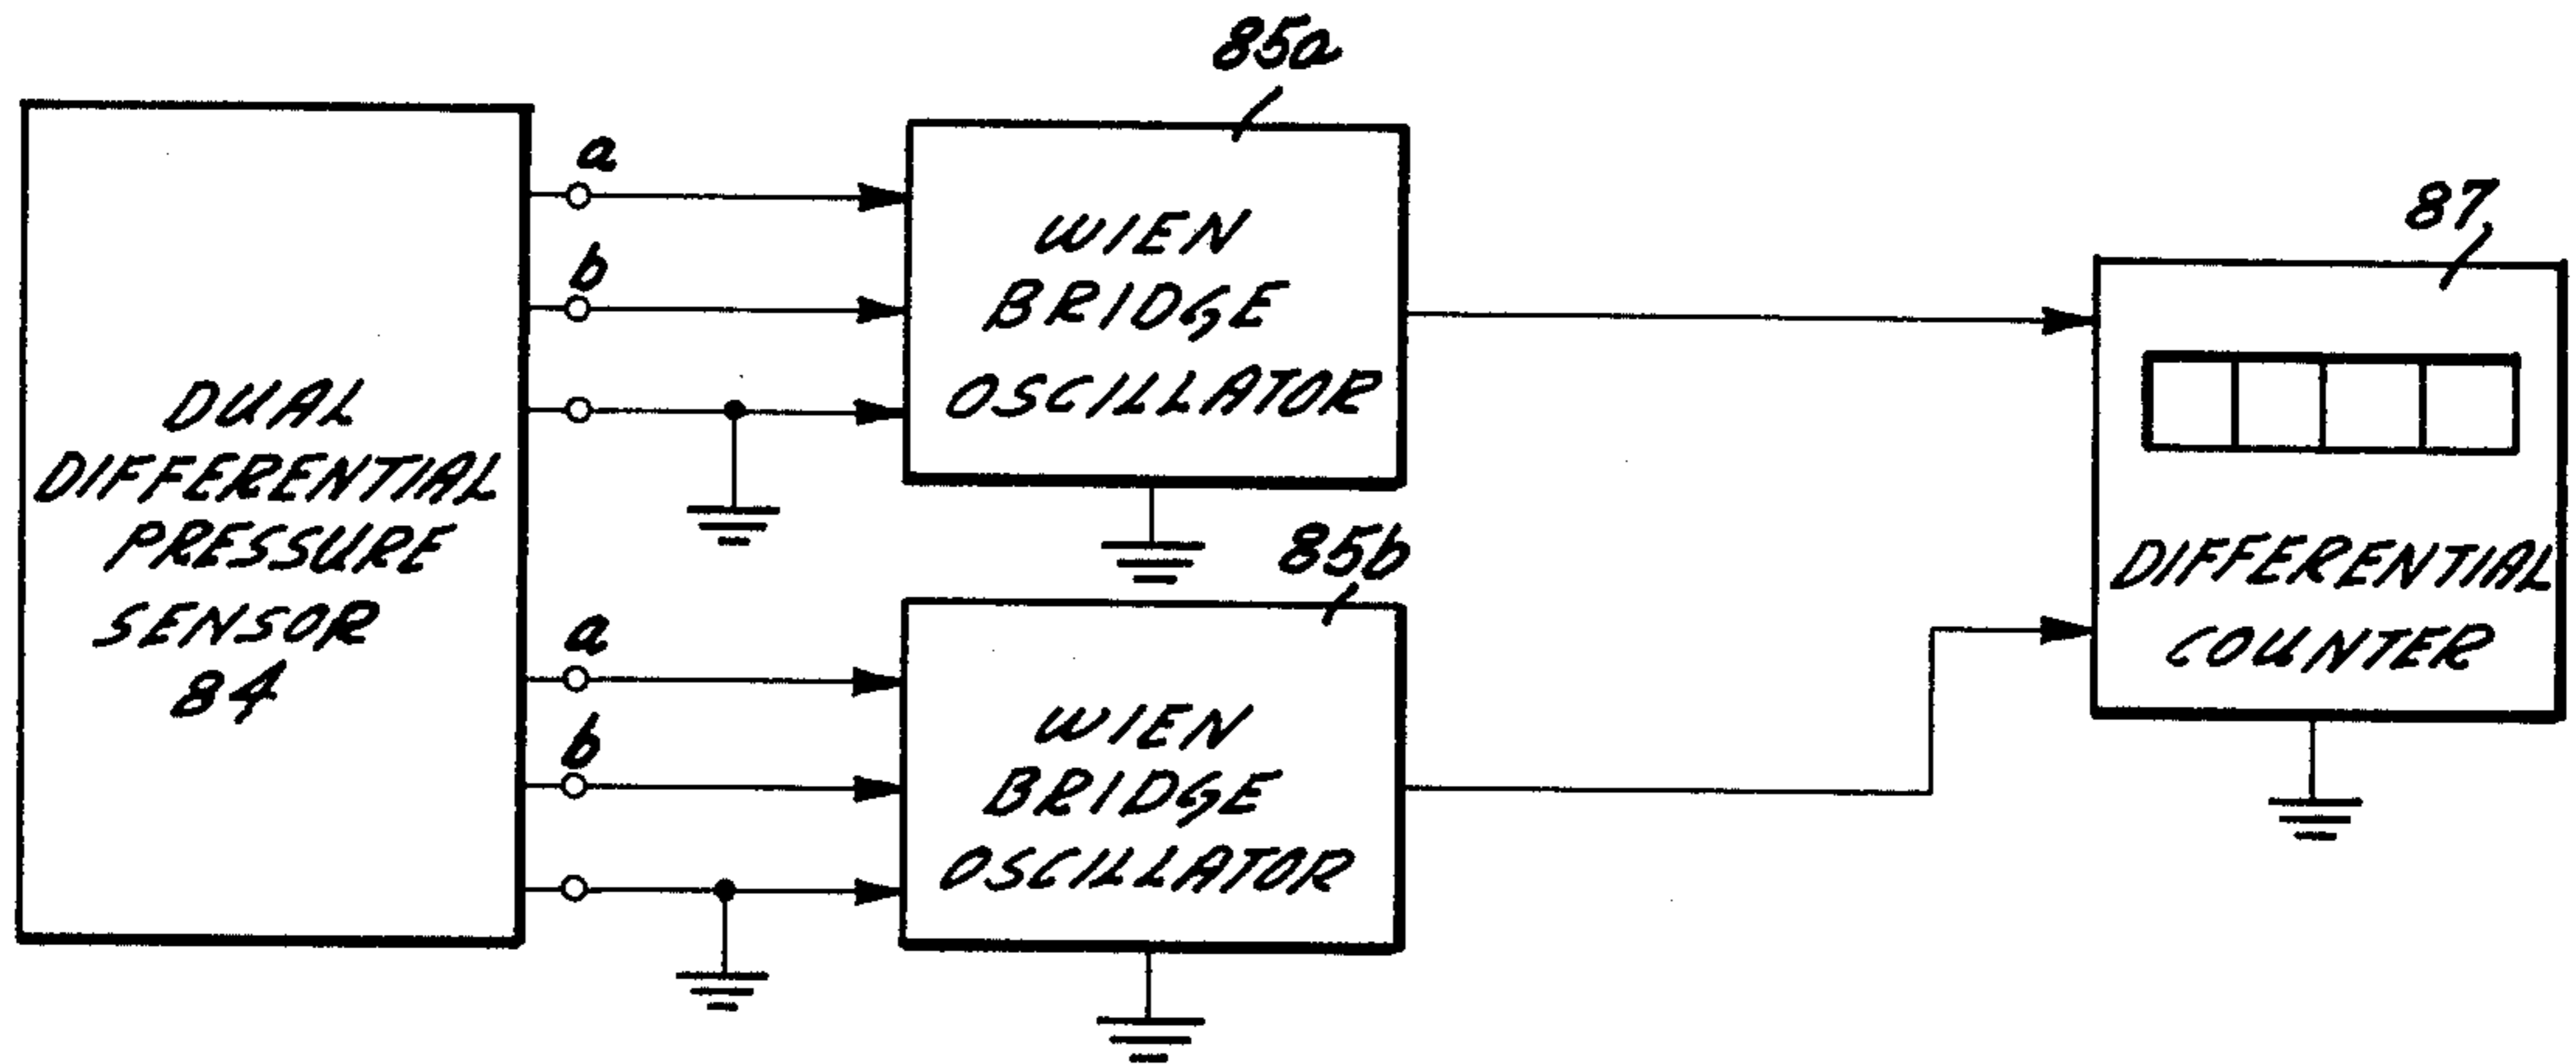 85a
a
b
WIEN
BRIDGE
OSCILLATOR
87
DUAL
DIFFERENTIAL
PRESSURE
SENSOR
84
DIFFERENTIAL
COUNTER
85b
a
b
WIEN
BRIDGE
OSCILLATOR